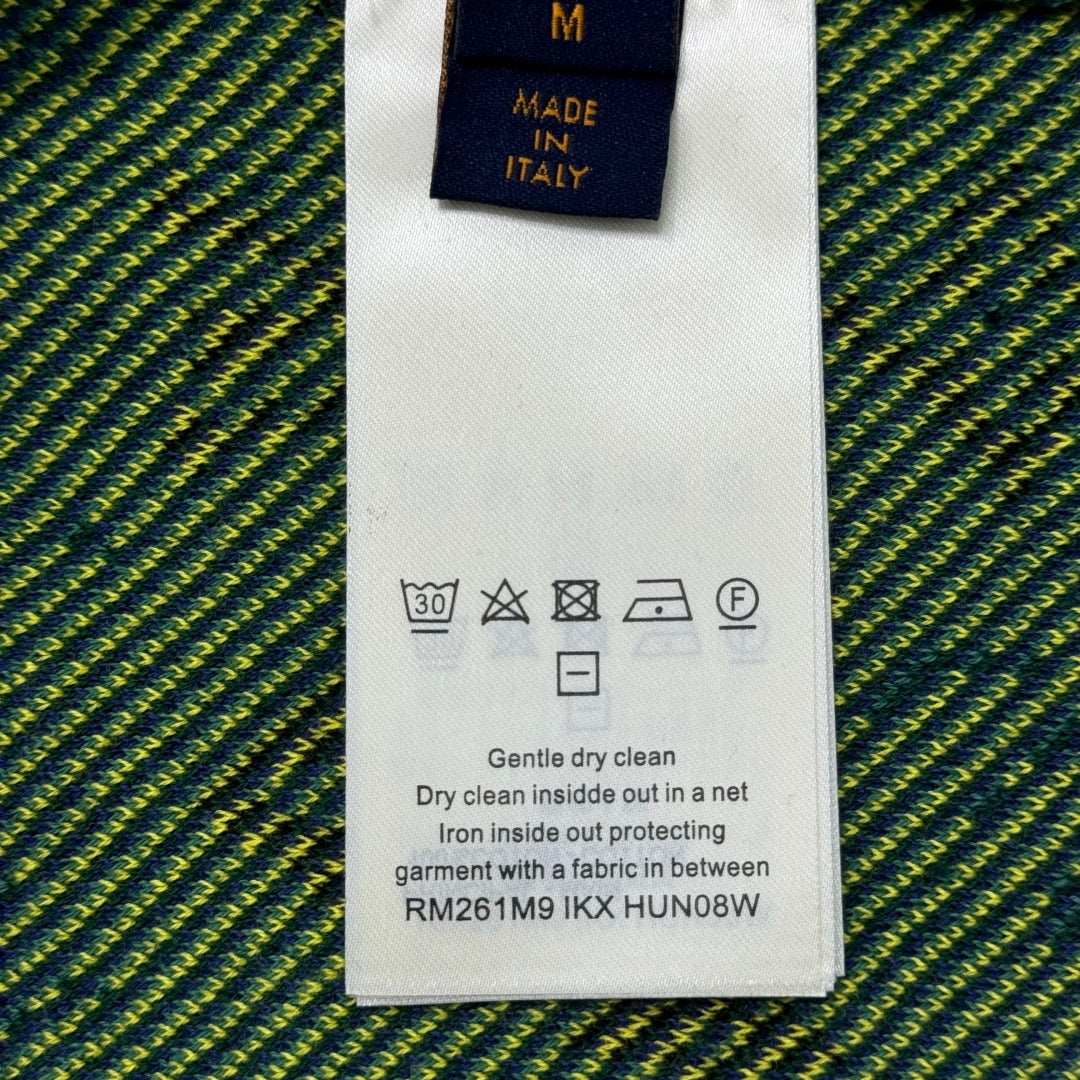 M
MADE
IN
ITALY
30
F
Gentle dry clean
Dry clean insidde out in a net
Iron inside out protecting
garment with a fabric in between
RM261M9 IKX HUN08W